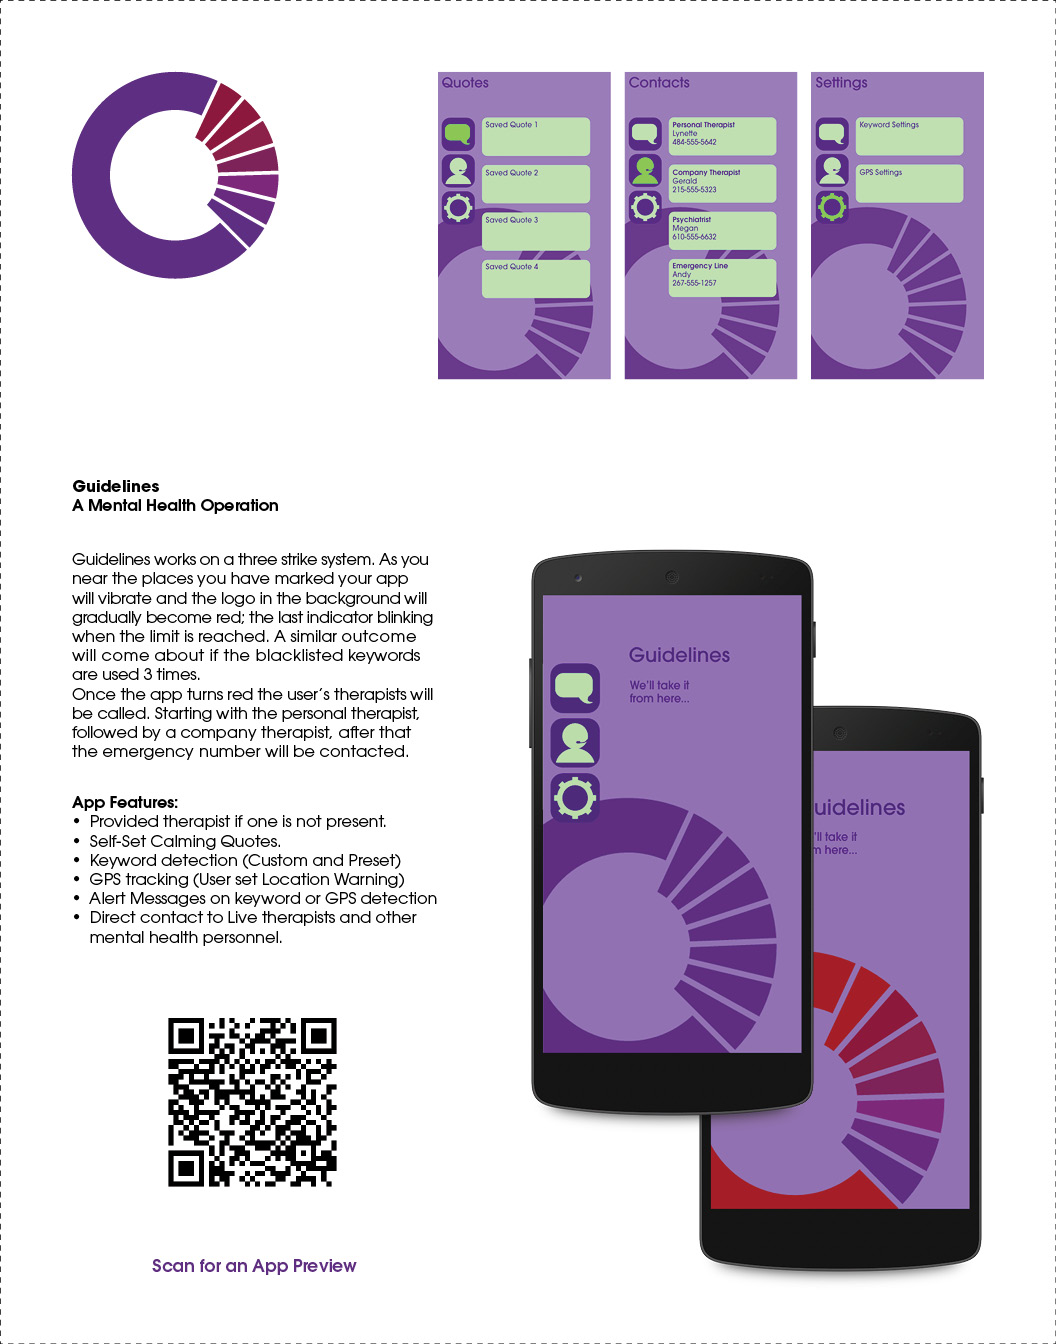 Quotes
Saved Quote 1
Saved Quote 2
Saved Quote 3
Saved Quote 4
Contacts
Personal Therapist
Lynette
484-555-5642
Company Therapist
Gerald
215-555-5323
Psychiatrist
Megan
610-555-6632
Emergency Line
Andy
267-555-1257
Settings
Keyword Settings
GPS Settings
Guidelines
A Mental Health Operation
Guidelines works on a three strike system. As you
near the places you have marked your app
will vibrate and the logo in the background will
gradually become red; the last indicator blinking
when the limit is reached. A similar outcome
will come about if the blacklisted keywords
are used 3 times.
Once the app turns red the user´s therapists will
be called. Starting with the personal therapist,
followed by a company therapist, after that
the emergency number will be contacted.
App Features:
• Provided therapist if one is not present.
• Self-Set Calming Quotes.
• Keyword detection (Custom and Preset)
• GPS tracking (User set Location Warning)
• Alert Messages on keyword or GPS detection
• Direct contact to Live therapists and other
mental health personnel.
Scan for an App Preview
Guidelines
We'll take it
from here...
uidelines
'll take it
m here...